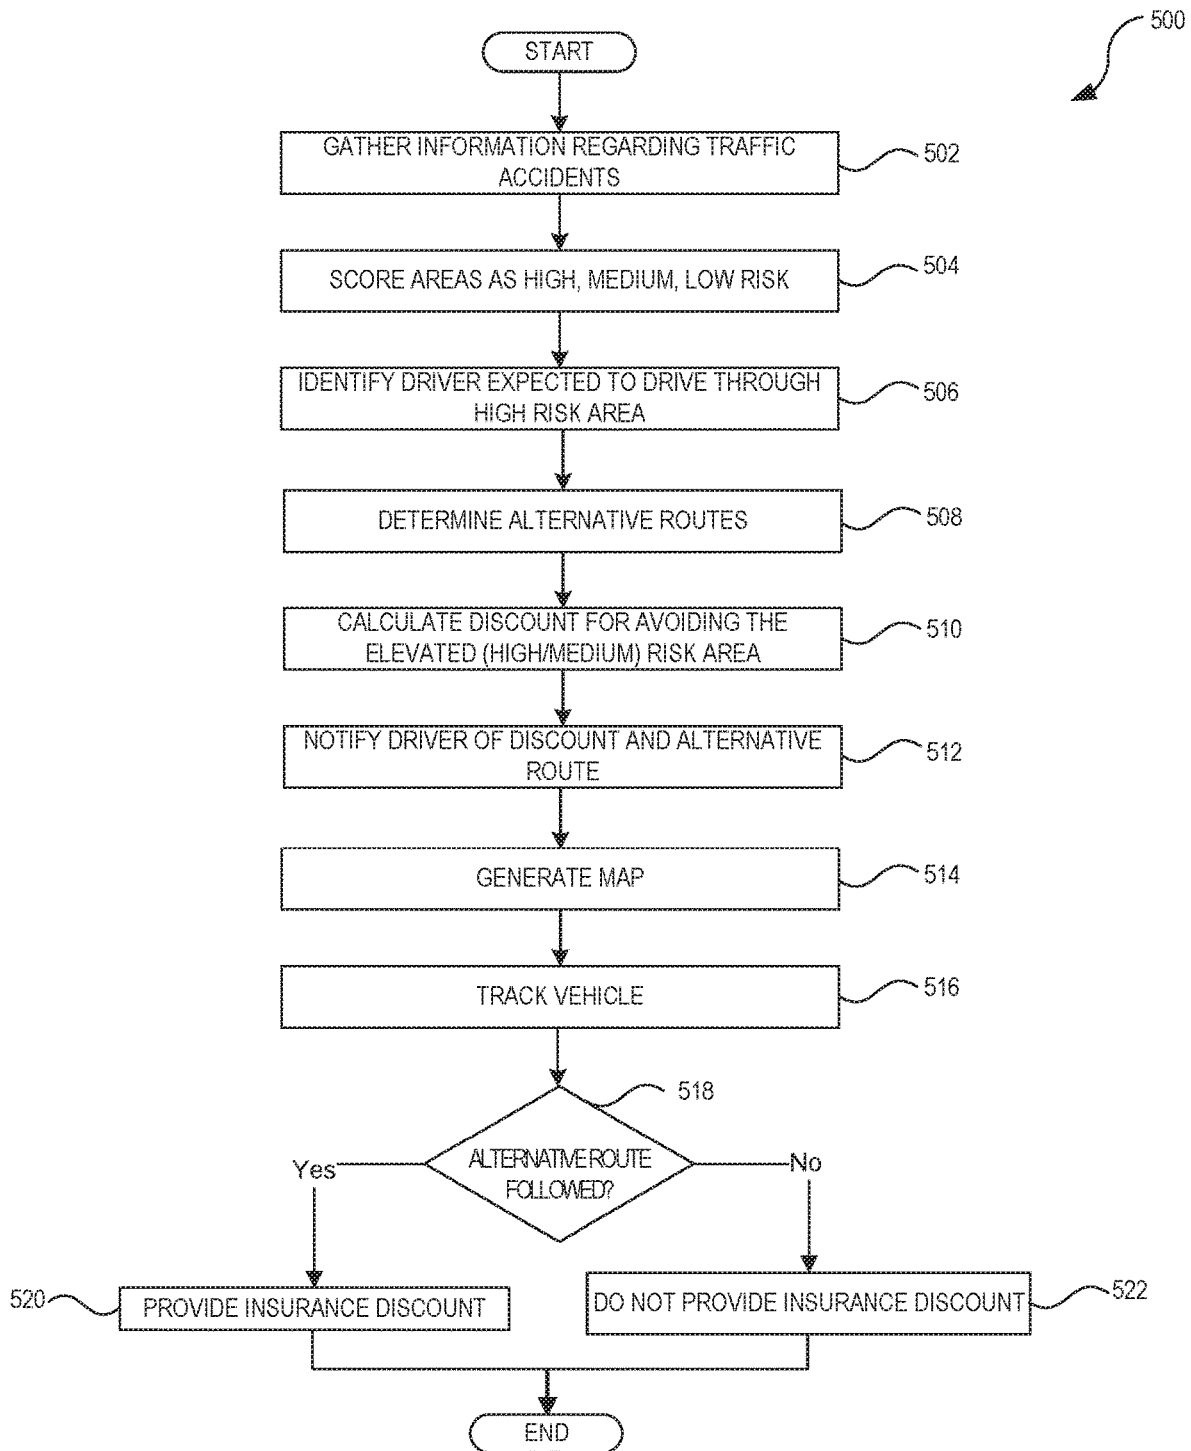 500
START
GATHER INFORMATION REGARDING TRAFFIC
ACCIDENTS
502
SCORE AREAS AS HIGH, MEDIUM, LOW RISK
504
IDENTIFY DRIVER EXPECTED TO DRIVE THROUGH
HIGH RISK AREA
506
DETERMINE ALTERNATIVE ROUTES
508
CALCULATE DISCOUNT FOR AVOIDING THE
ELEVATED (HIGH/MEDIUM) RISK AREA
510
NOTIFY DRIVER OF DISCOUNT AND ALTERNATIVE
ROUTE
512
GENERATE MAP
514
TRACK VEHICLE
516
518
ALTERNATIVE ROUTE
FOLLOWED?
Yes
No
520
PROVIDE INSURANCE DISCOUNT
DO NOT PROVIDE INSURANCE DISCOUNT
522
END